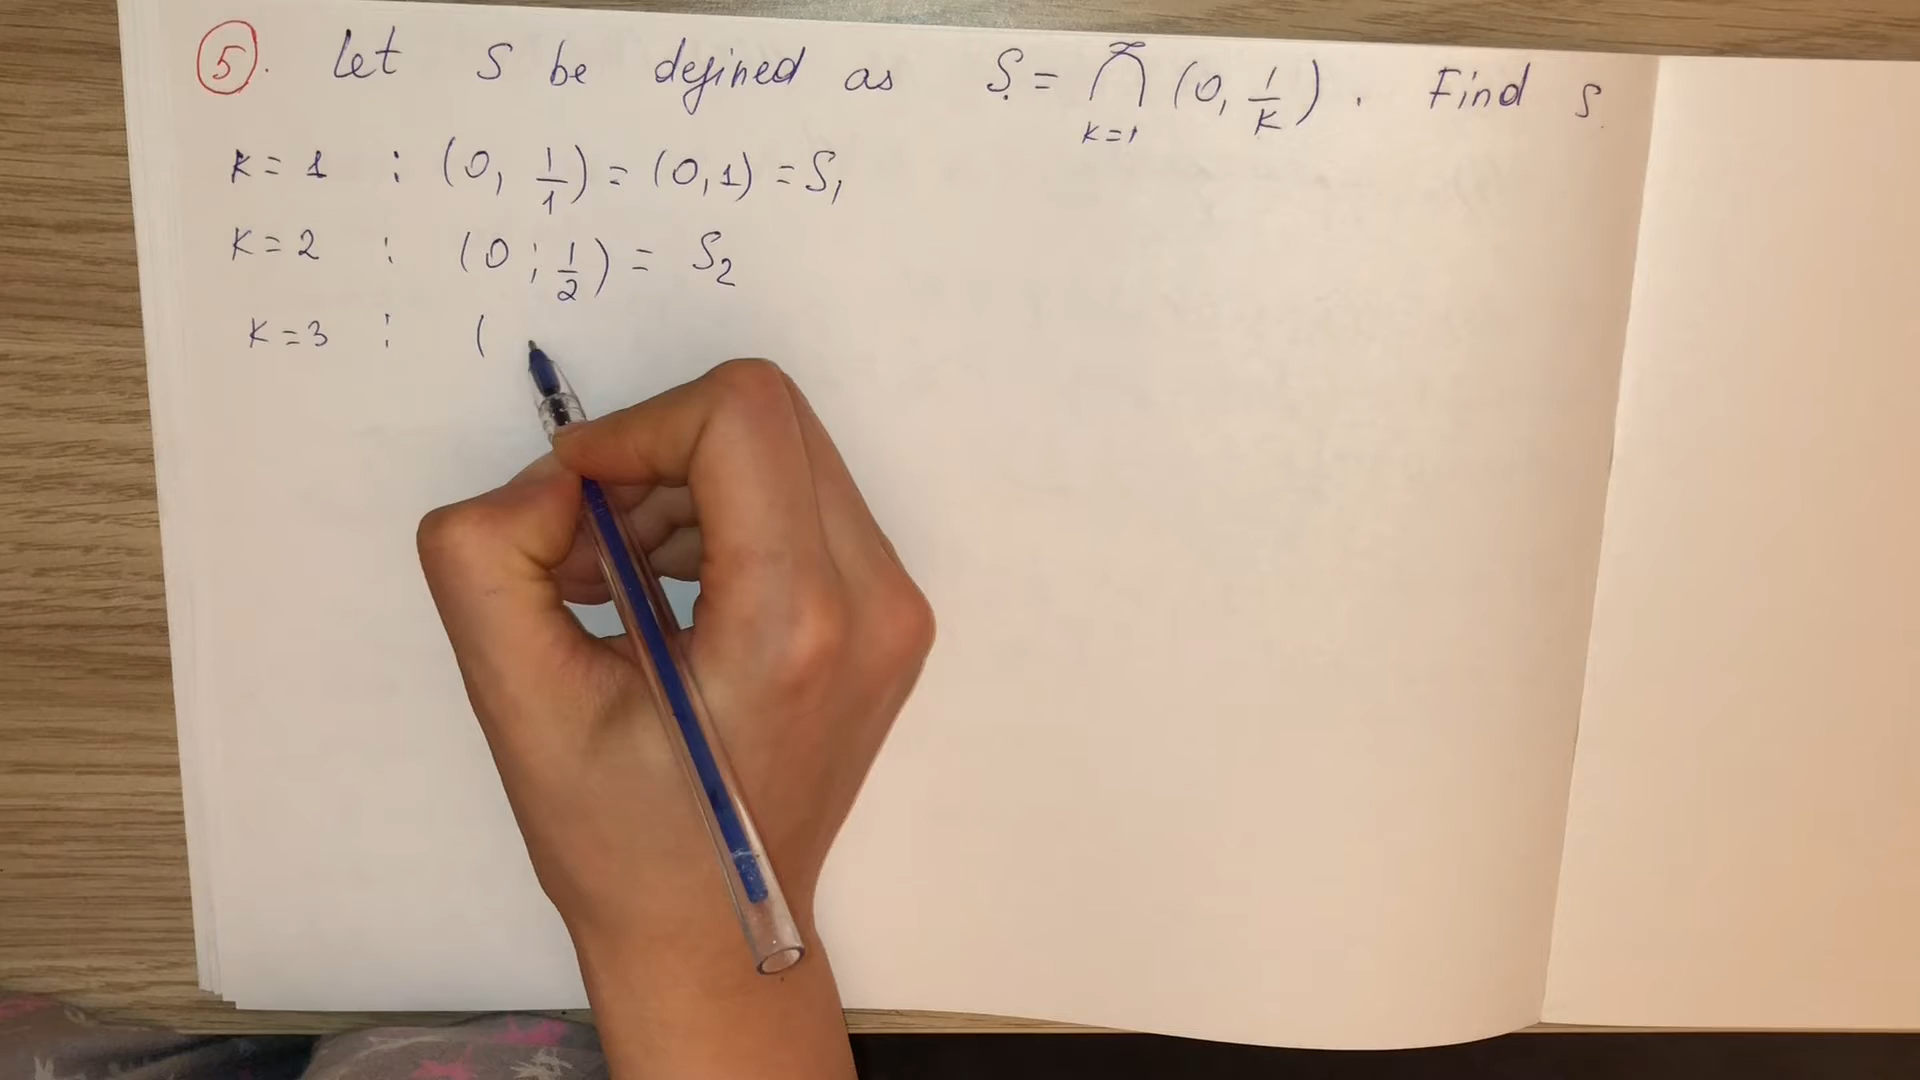 5. Let S be defined as S = ⋂_{k=1}^{∞} (0, 1/k). Find S.
k = 1 : (0, 1/1) = (0, 1) = S₁
k = 2 : (0 ; 1/2) = S₂
k = 3 : (